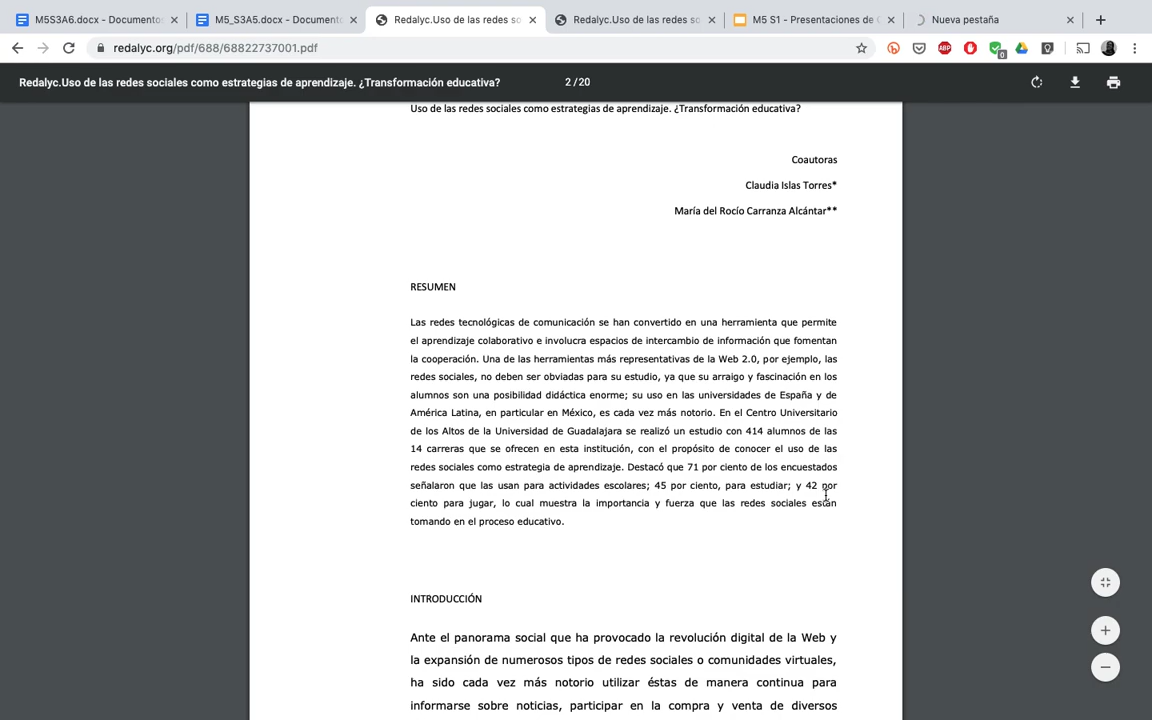 M5S3A6.docx - Documentos
M5_S3A5.docx - Document
Redalyc.Uso de las redes so
Redalyc.Uso de las redes so
M5 S1 - Presentaciones de
Nueva pestaña
redalyc.org/pdf/688/68822737001.pdf
ABP
0
Redalyc.Uso de las redes sociales como estrategias de aprendizaje. ¿Transformación educativa?
2 / 20
Uso de las redes sociales como estrategias de aprendizaje. ¿Transformación educativa?
Coautoras
Claudia Islas Torres*
María del Rocío Carranza Alcántar**
RESUMEN
Las redes tecnológicas de comunicación se han convertido en una herramienta que permite
el aprendizaje colaborativo e involucra espacios de intercambio de información que fomentan
la cooperación. Una de las herramientas más representativas de la Web 2.0, por ejemplo, las
redes sociales, no deben ser obviadas para su estudio, ya que su arraigo y fascinación en los
alumnos son una posibilidad didáctica enorme; su uso en las universidades de España y de
América Latina, en particular en México, es cada vez más notorio. En el Centro Universitario
de los Altos de la Universidad de Guadalajara se realizó un estudio con 414 alumnos de las
14 carreras que se ofrecen en esta institución, con el propósito de conocer el uso de las
redes sociales como estrategia de aprendizaje. Destacó que 71 por ciento de los encuestados
señalaron que las usan para actividades escolares; 45 por ciento, para estudiar; y 42 por
ciento para jugar, lo cual muestra la importancia y fuerza que las redes sociales están
tomando en el proceso educativo.
INTRODUCCIÓN
Ante el panorama social que ha provocado la revolución digital de la Web y
la expansión de numerosos tipos de redes sociales o comunidades virtuales,
ha sido cada vez más notorio utilizar éstas de manera continua para
informarse sobre noticias, participar en la compra y venta de diversos